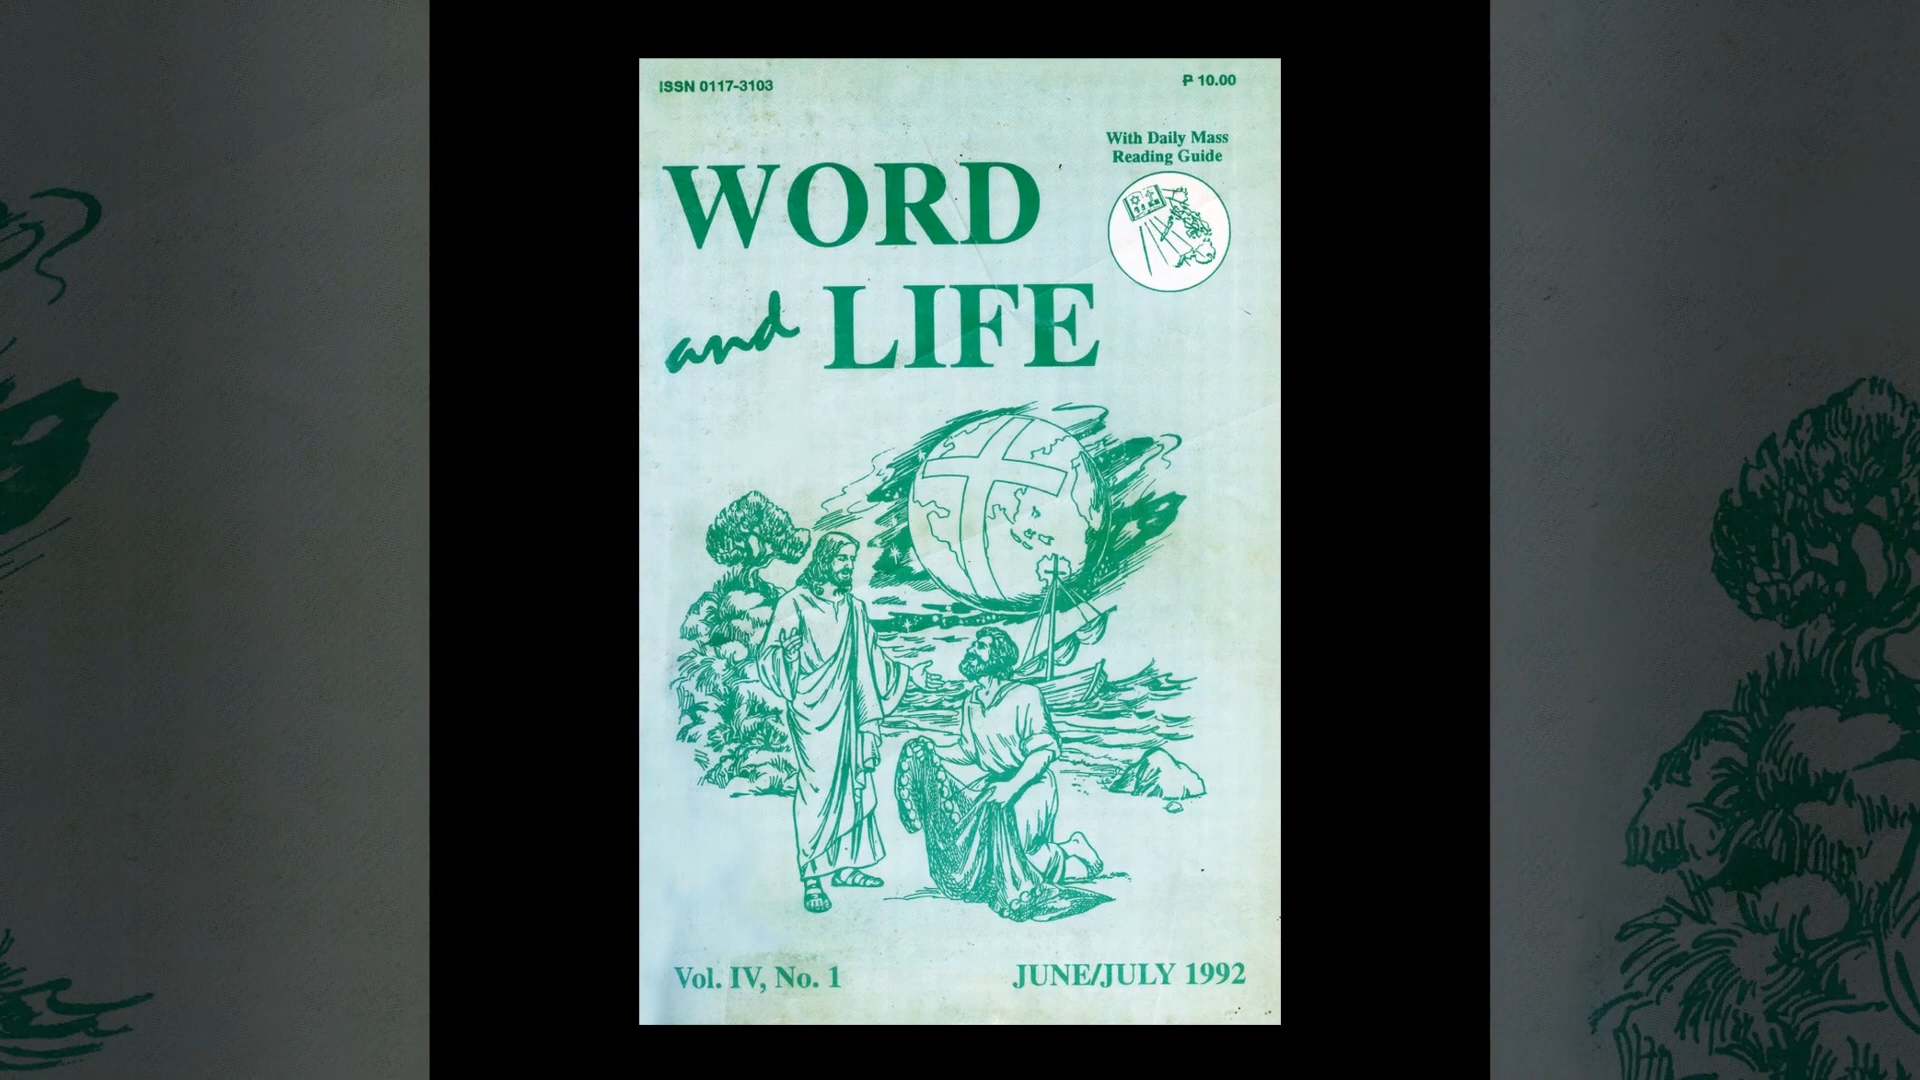 ISSN 0117-3103
₱ 10.00
With Daily Mass
Reading Guide
WORD
and LIFE
Vol. IV, No. 1
JUNE/JULY 1992